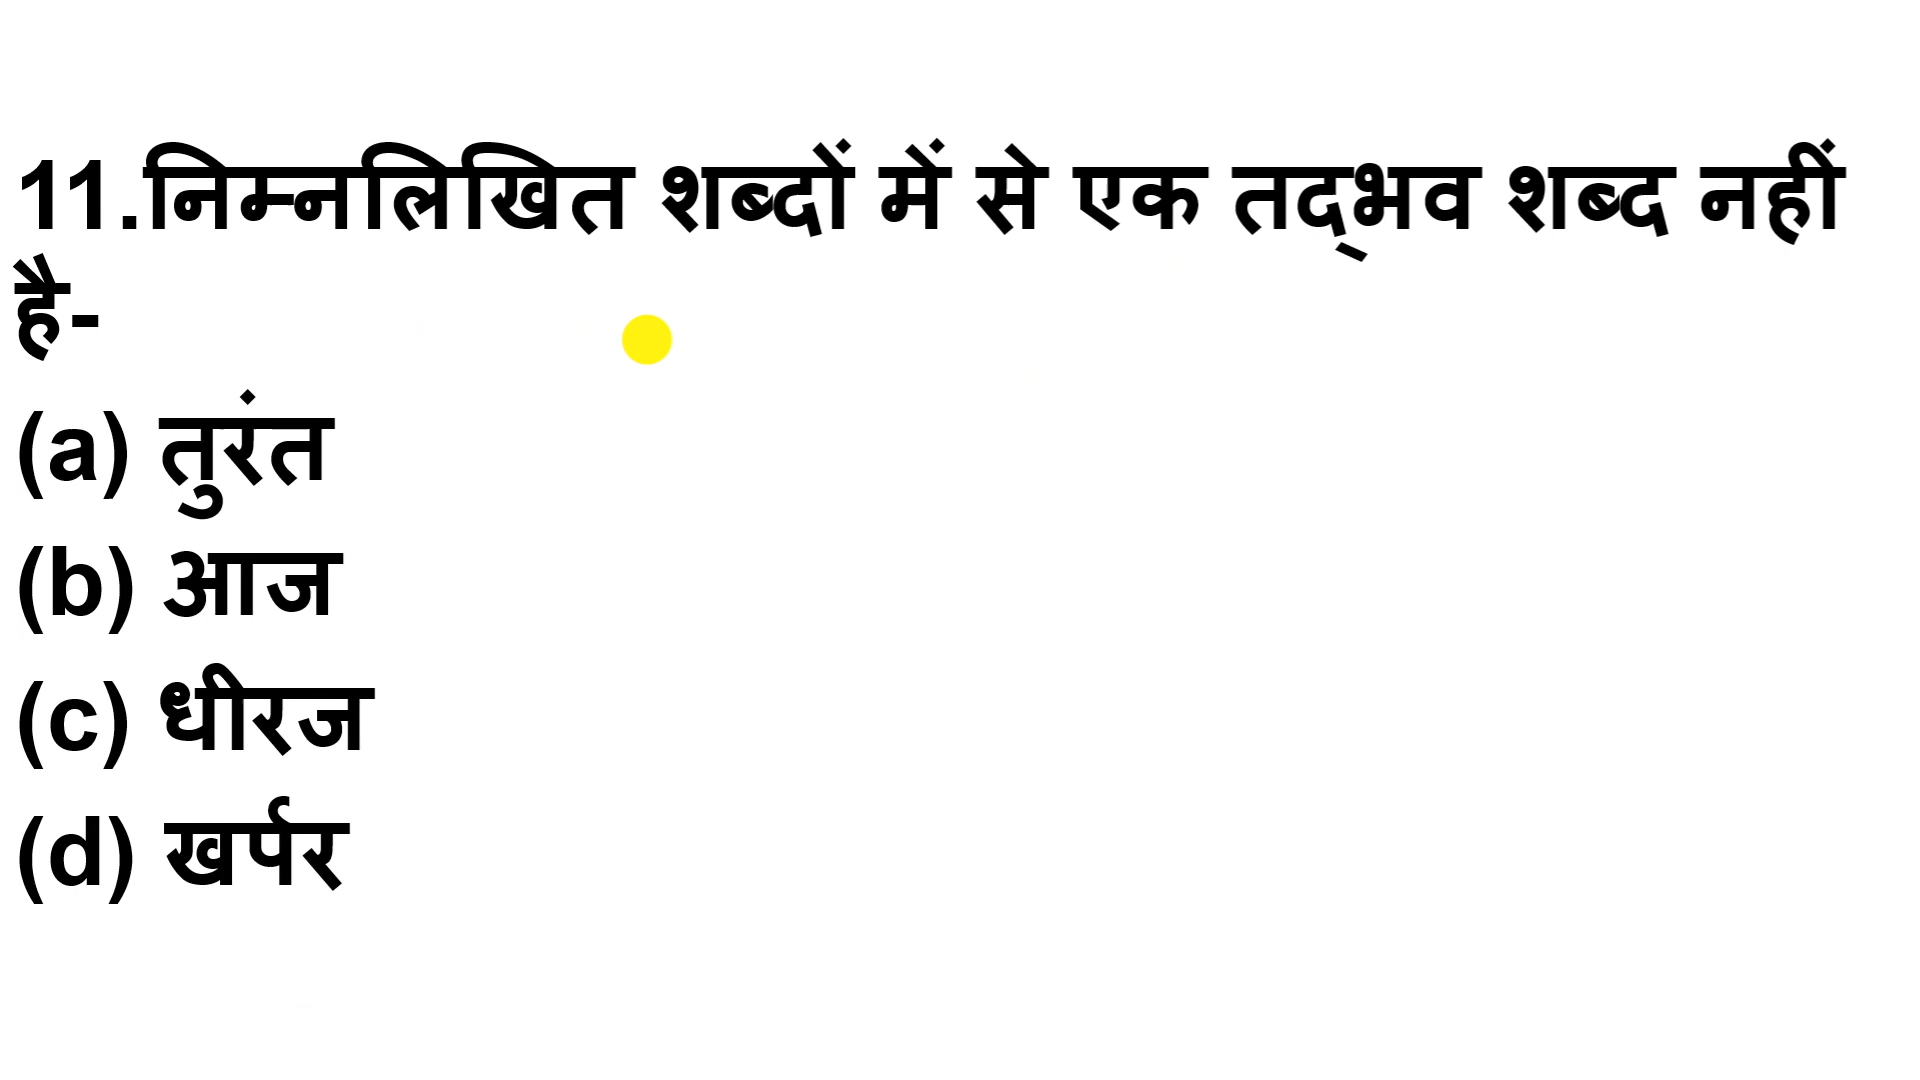 11.निम्नलिखित शब्दों में से एक तद्‌भव शब्द नहीं
है-
(a) तुरंत
(b) आज
(c) धीरज
(d) खर्पर